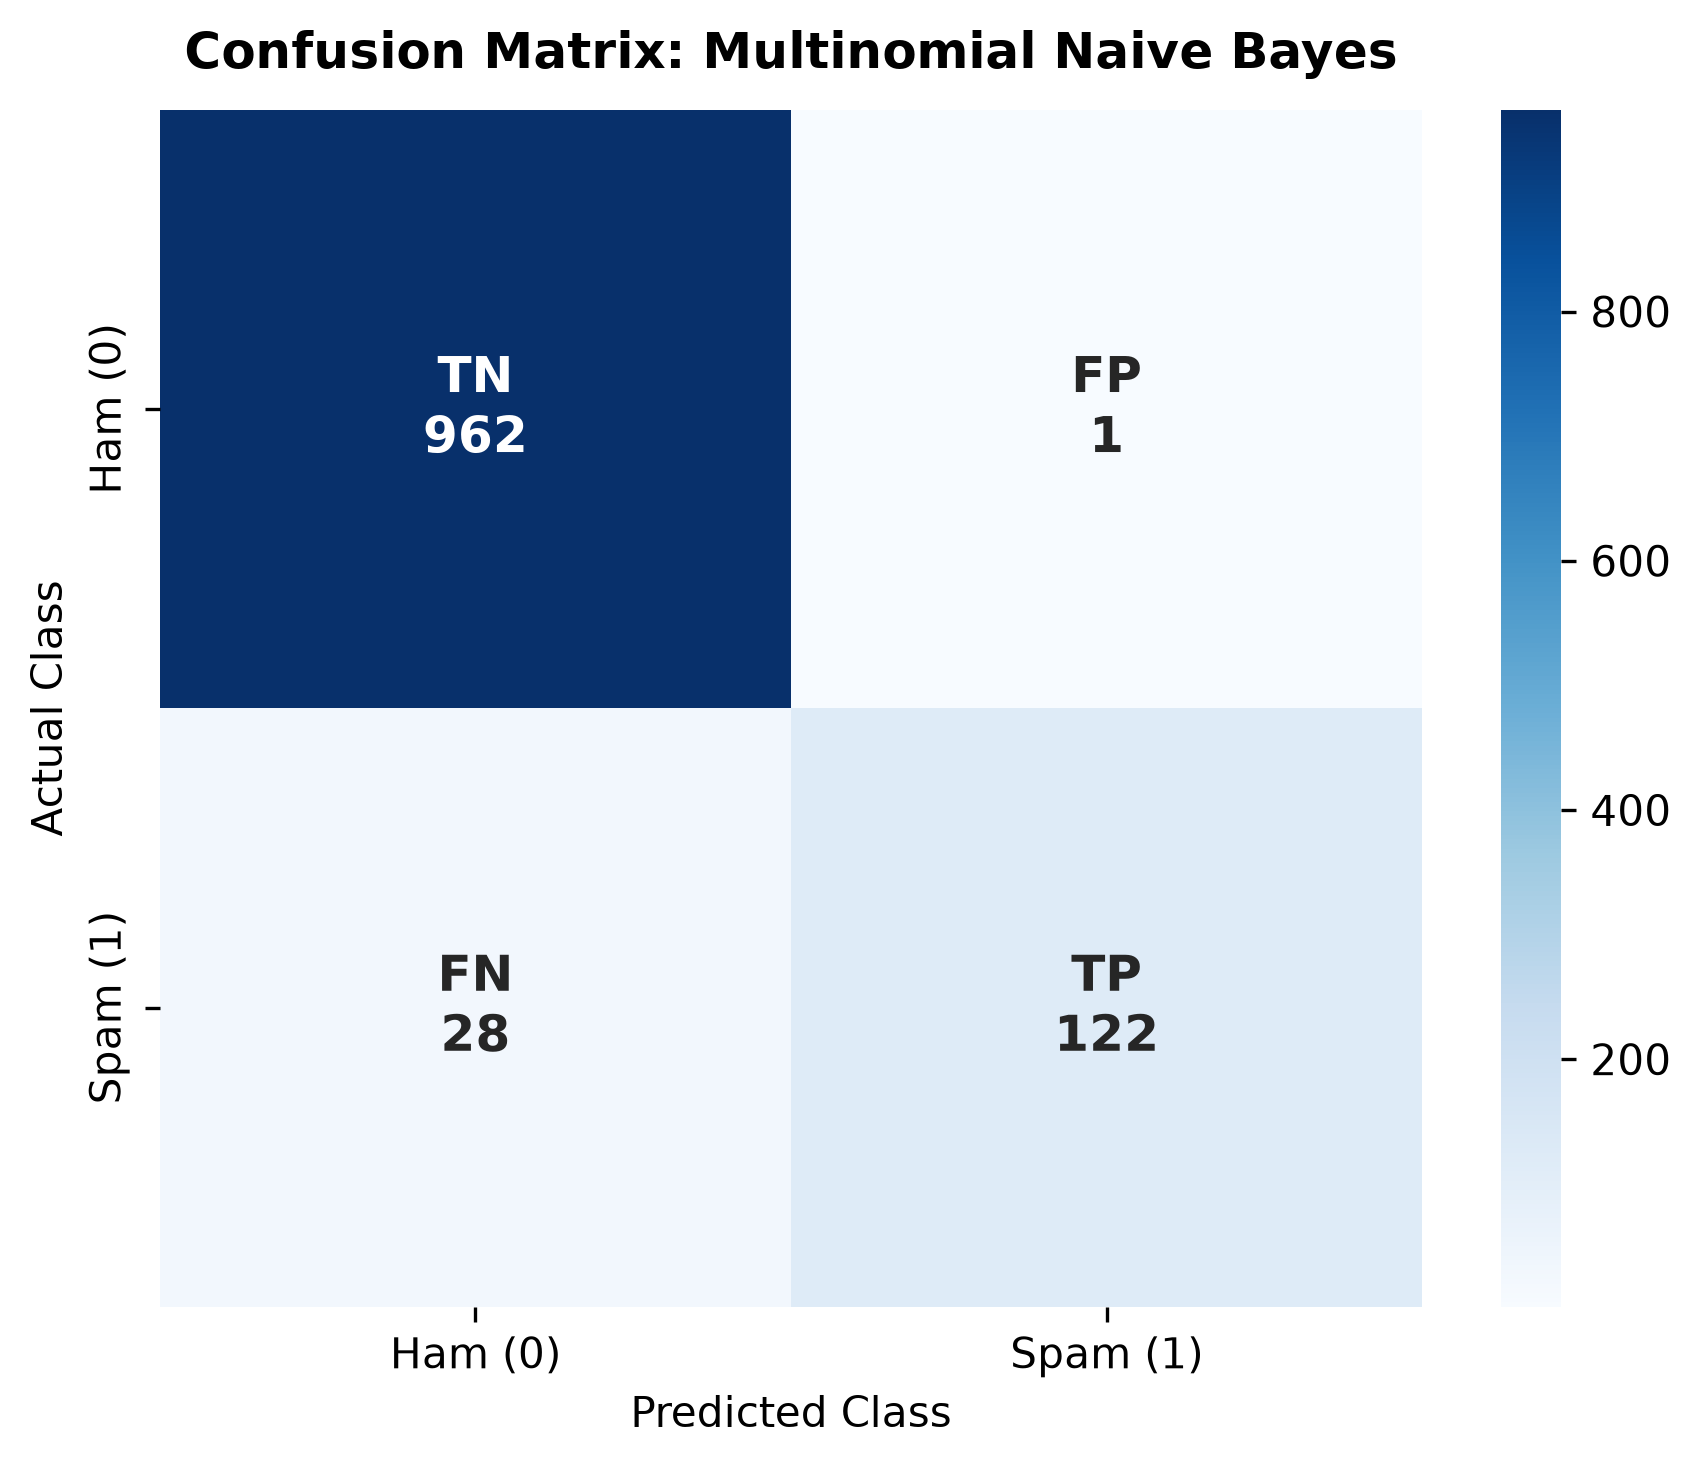 Confusion Matrix: Multinomial Naive Bayes
Actual Class
Ham (0)
Spam (1)
TN
962
FP
1
FN
28
TP
122
Ham (0)
Spam (1)
Predicted Class
800
600
400
200